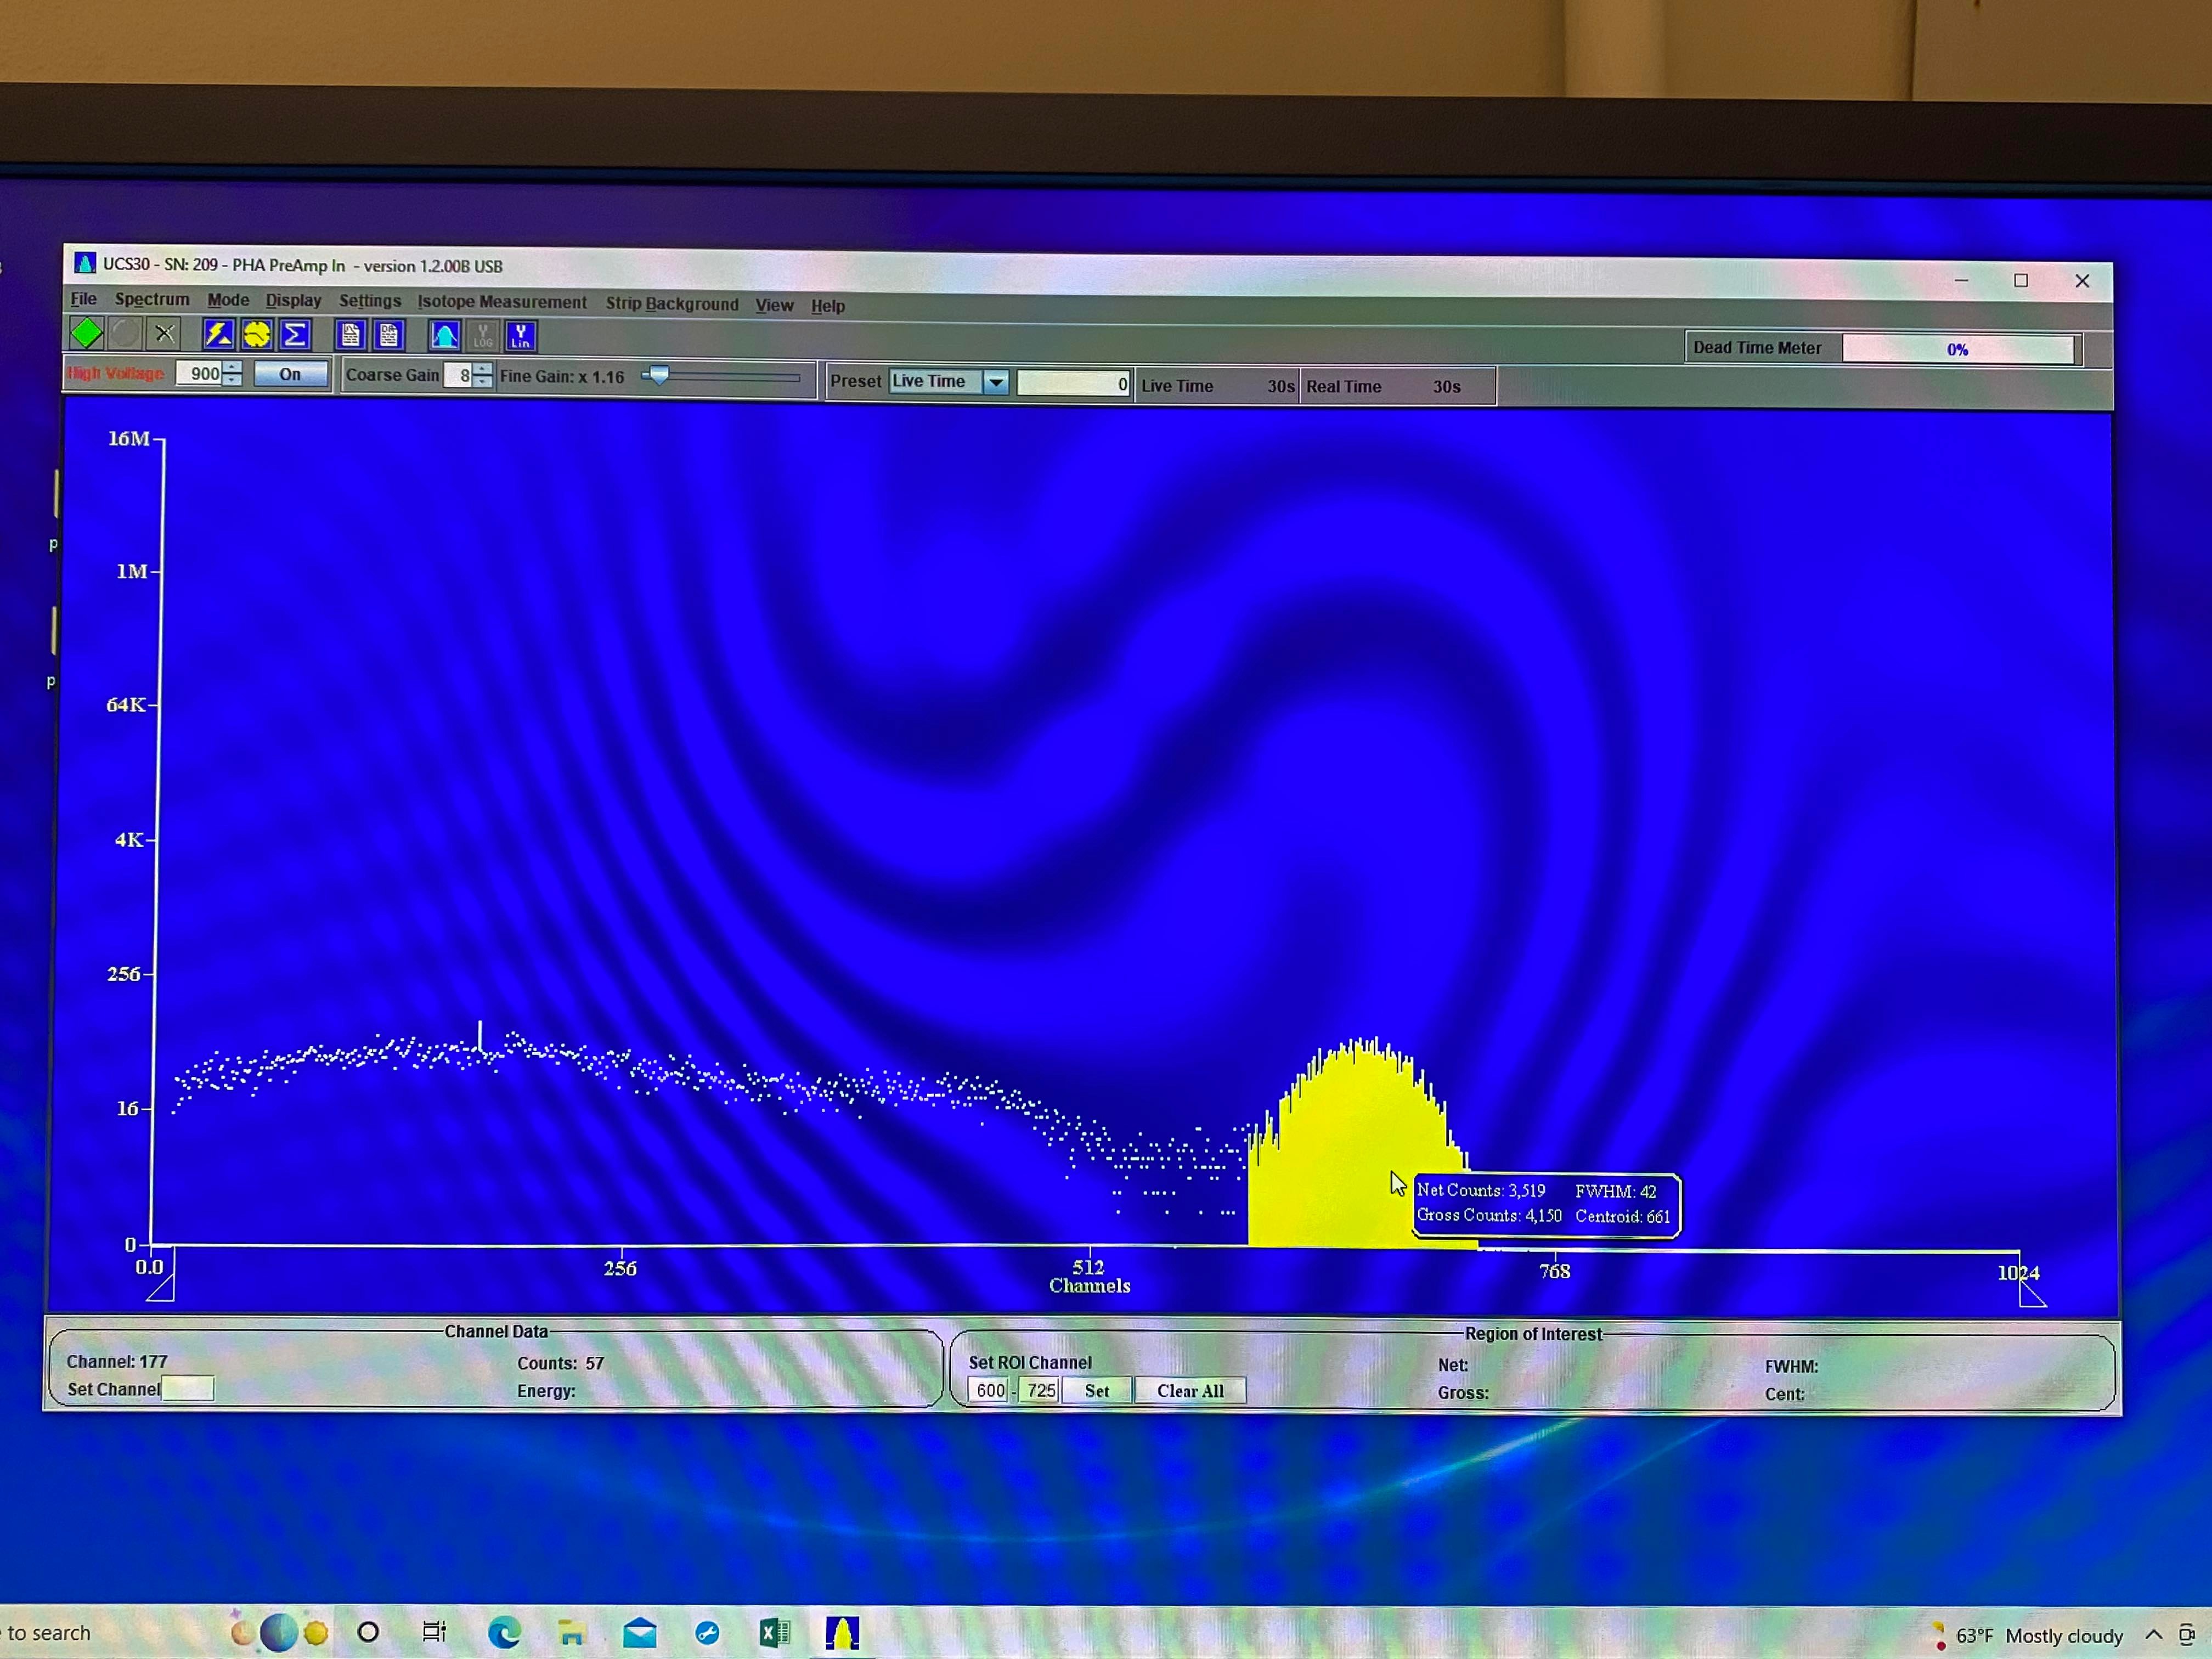 UCS30 - SN: 209 - PHA PreAmp In - version 1.2.00B USB
File Spectrum Mode Display Settings Isotope Measurement Strip Background View Help
Y LOG
Y Lin
Dead Time Meter 0%
High Voltage 900 On Coarse Gain 8 Fine Gain: x 1.16 Preset Live Time 0 Live Time 30s Real Time 30s
16M
1M
p
64K
p
4K
256
16
0
Net Counts: 3,519 FWHM: 42
Gross Counts: 4,150 Centroid: 661
0.0 256 512 768 1024
Channels
Channel Data
Channel: 177 Counts: 57
Set Channel Energy:
Region of Interest
Set ROI Channel Net: FWHM:
600 - 725 Set Clear All Gross: Cent:
to search
63°F Mostly cloudy